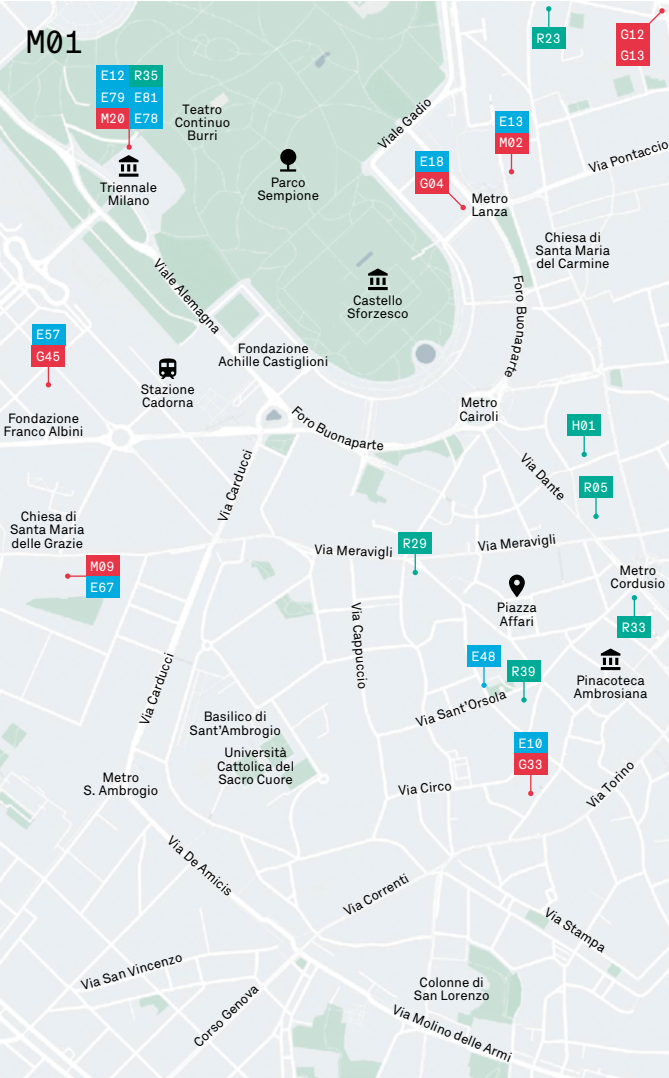 M01
R23
G12
G13
E12 R35
E79 E81
M20 E78
Teatro
Continuo
Burri
Triennale
Milano
Parco
Sempione
Viale Gadio
E13
M02
Via Pontaccio
E18
G04
Metro
Lanza
Chiesa di
Santa Maria
del Carmine
Viale Alemagna
Castello
Sforzesco
Foro Buonaparte
E57
G45
Fondazione
Achille Castiglioni
Stazione
Cadorna
Fondazione
Franco Albini
Foro Buonaparte
Metro
Cairoli
H01
Via Carducci
Via Dante
R05
Chiesa di
Santa Maria
delle Grazie
M09
E67
Via Meravigli
R29
Via Meravigli
Metro
Cordusio
Piazza
Affari
R33
Via Cappuccio
E48
R39
Pinacoteca
Ambrosiana
Via Carducci
Via Sant'Orsola
Basilico di
Sant'Ambrogio
Università
Cattolica del
Sacro Cuore
E10
G33
Metro
S. Ambrogio
Via Circo
Via Torino
Via De Amicis
Via Correnti
Via Stampa
Via San Vincenzo
Corso Genova
Colonne di
San Lorenzo
Via Molino delle Armi